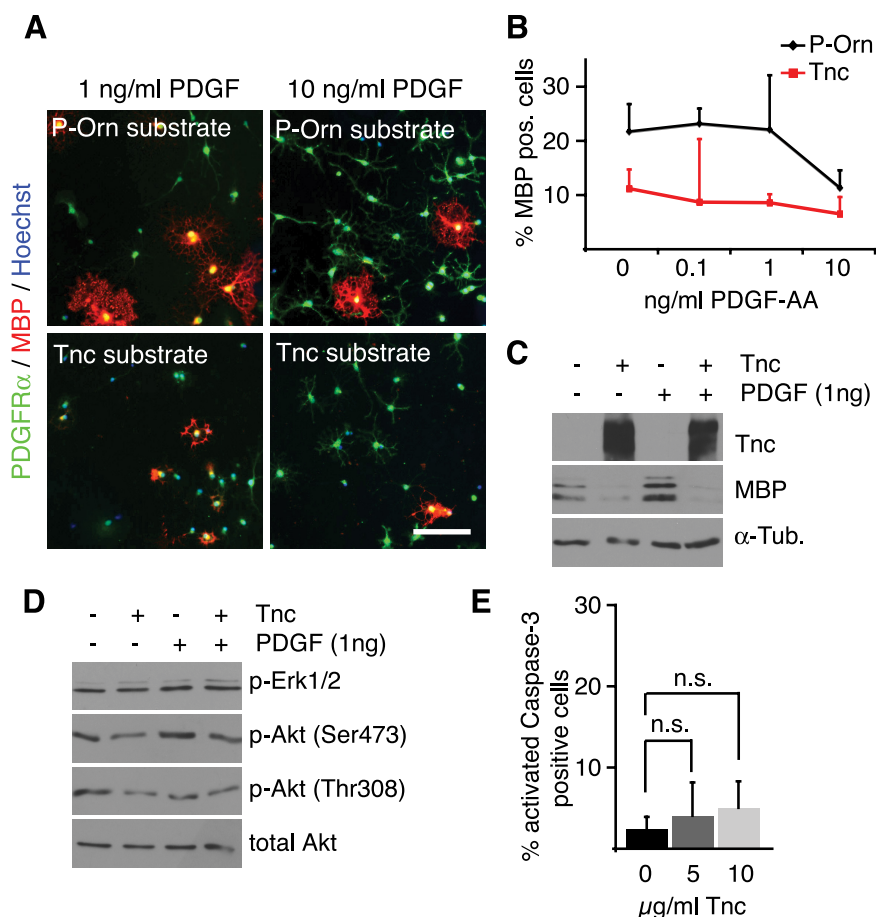 A
1 ng/ml PDGF
10 ng/ml PDGF
P-Orn substrate
P-Orn substrate
Tnc substrate
Tnc substrate
PDGFRα / MBP / Hoechst
B
P-Orn
Tnc
% MBP pos. cells
30
20
10
0 0.1 1 10
ng/ml PDGF-AA
C
- + - + Tnc
- - + + PDGF (1ng)
Tnc
MBP
α-Tub.
D
- + - + Tnc
- - + + PDGF (1ng)
p-Erk1/2
p-Akt (Ser473)
p-Akt (Thr308)
total Akt
E
% activated Caspase-3
positive cells
30
20
10
n.s.
n.s.
0 5 10
µg/ml Tnc